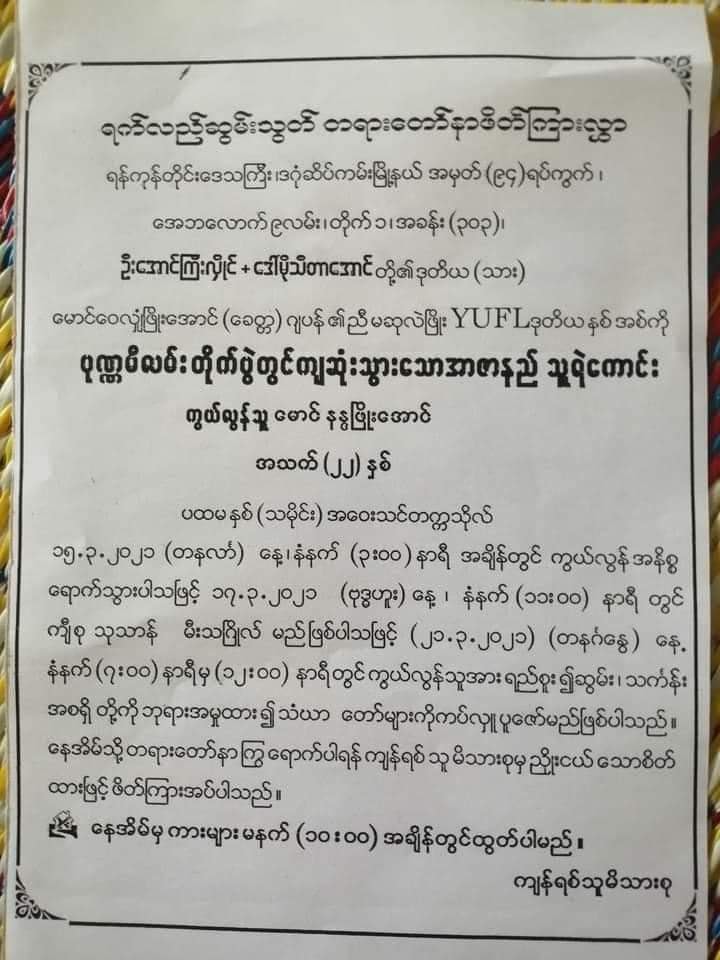 ရက်လည်ဆွမ်းသွတ် တရားတော်နာဖိတ်ကြားလွှာ
ရန်ကုန်တိုင်းဒေသကြီး ၊ဒဂုံဆိပ်ကမ်းမြို့နယ် အမှတ် (၉၄) ရပ်ကွက် ၊
အေဘလောက် ၉လမ်း ၊ တိုက် ၁ ၊ အခန်း (၃၀၃)၊
ဦးအောင်ကြီးလှိုင် + ဒေါ်မိုသီတာအောင် တို့၏ ဒုတိယ (သား)
မောင်ဝေလျှံဖြိုးအောင် (ခေတ္တ) ဂျပန် ၏ညီ မဆုလဲဖြိုး YUFL ဒုတိယ နှစ် အစ်ကို
ပုဏ္ဏမီလမ်း တိုက်ပွဲတွင်ကျဆုံးသွားသောအာဇာနည် သူရဲကောင်း
ကွယ်လွန်သူ မောင် နန္ဒဖြိုးအောင်
အသက် (၂၂) နှစ်
ပထမ နှစ် (သမိုင်း) အဝေးသင်တက္ကသိုလ်
၁၅.၃.၂၀၂၁ (တနင်္လာ) နေ့ ၊နံနက် (၃း၀၀) နာရီ အချိန်တွင် ကွယ်လွန် အနိစ္စ
ရောက်သွားပါသဖြင့် ၁၇.၃.၂၀၂၁ (ဗုဒ္ဓဟူး) နေ့ ၊ နံနက် (၁၁း၀၀) နာရီ တွင်
ကျီစု သုသာန် မီးသင်္ဂြိုလ် မည်ဖြစ်ပါသဖြင့် (၂၁.၃.၂၀၂၁) (တနင်္ဂနွေ) နေ့
နံနက် (၇း၀၀) နာရီမှ (၁၂း၀၀) နာရီတွင် ကွယ်လွန်သူအား ရည်စူး ၍ဆွမ်း ၊ သင်္ကန်း
အစရှိ တို့ကို ဘုရားအမှုထား ၍ သံဃာ တော်များကိုကပ်လှူ ပူဇော်မည်ဖြစ်ပါသည် ။
နေအိမ်သို့ တရားတော်နာကြွ ရောက်ပါရန် ကျန်ရစ် သူ မိသားစုမှ ညှိုးငယ် သောစိတ်
ထားဖြင့် ဖိတ်ကြားအပ်ပါသည် ။
နေအိမ်မှ ကားများ မနက် (၁၀း၀၀) အချိန်တွင်ထွတ်ပါမည် ။
ကျန်ရစ်သူမိသားစု